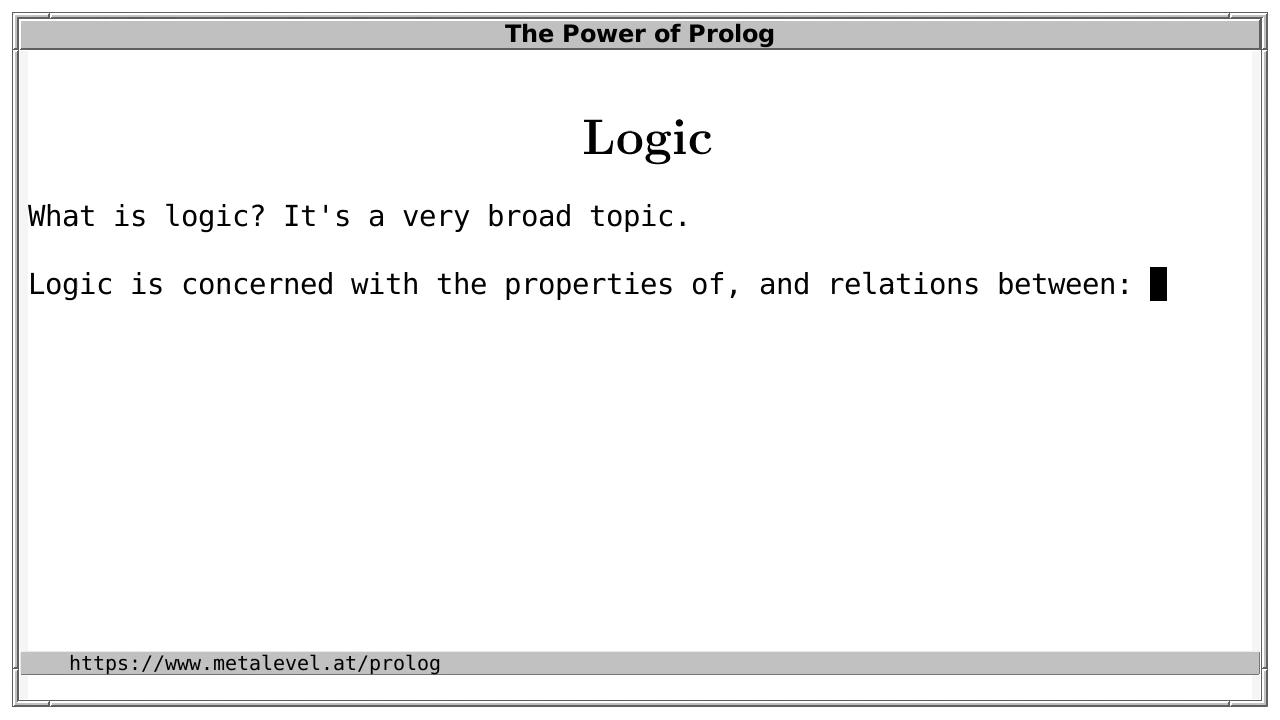 The Power of Prolog
Logic
What is logic? It's a very broad topic.
Logic is concerned with the properties of, and relations between:
https://www.metalevel.at/prolog